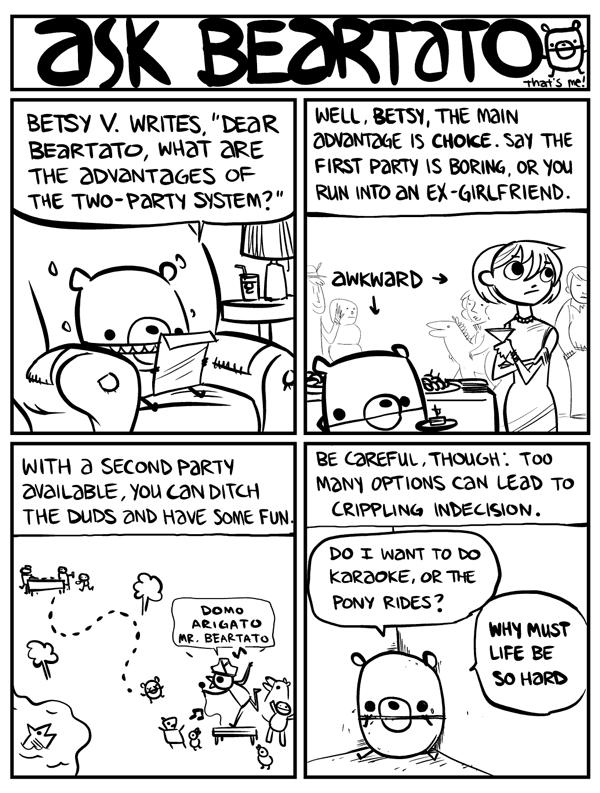 ask BEARTATO
that's me!
BETSY V. WRITES, "DEAR
BEARTATO, WHAT ARE
THE ADVANTAGES OF
THE TWO-PARTY SYSTEM?"
WELL, BETSY, THE MAIN
ADVANTAGE IS CHOICE. SAY THE
FIRST PARTY IS BORING, OR YOU
RUN INTO AN EX-GIRLFRIEND.
AWKWARD
WITH A SECOND PARTY
AVAILABLE, YOU CAN DITCH
THE DUDS AND HAVE SOME FUN.
DOMO
ARIGATO
MR. BEARTATO
BE CAREFUL, THOUGH: TOO
MANY OPTIONS CAN LEAD TO
CRIPPLING INDECISION.
DO I WANT TO DO
KARAOKE, OR THE
PONY RIDES?
WHY MUST
LIFE BE
SO HARD